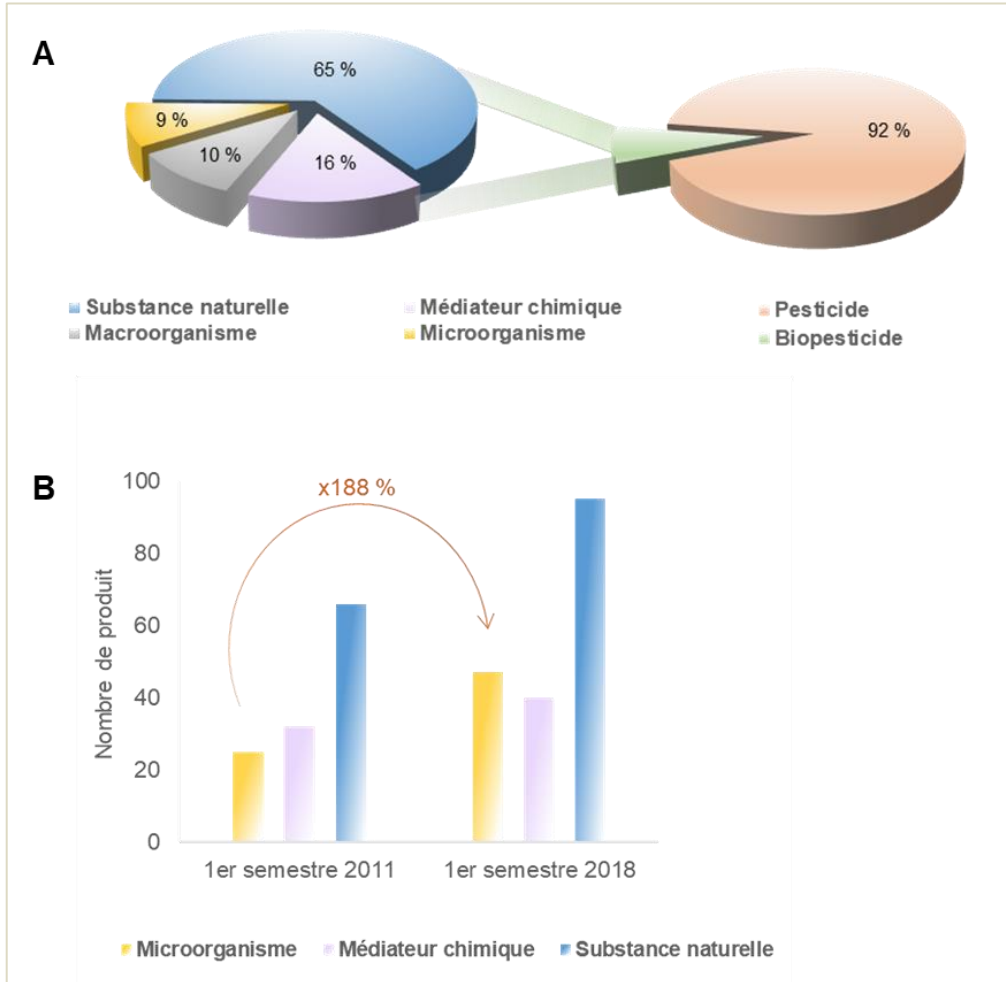 A
65 %
9 %
10 %
16 %
92 %
Substance naturelle
Médiateur chimique
Pesticide
Macroorganisme
Microorganisme
Biopesticide
B
x188 %
Nombre de produit
100
80
60
40
20
0
1er semestre 2011
1er semestre 2018
Microorganisme
Médiateur chimique
Substance naturelle